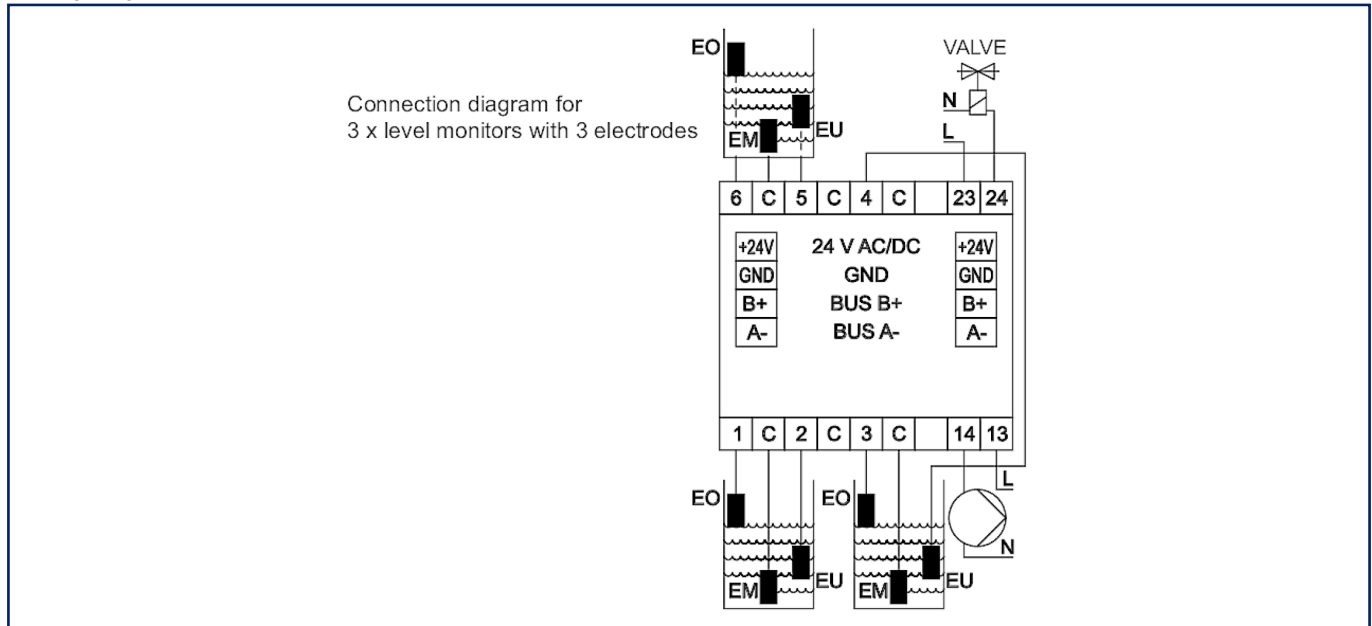 EO
VALVE
Connection diagram for
3 x level monitors with 3 electrodes
N
EM
EU
L
6 C 5 C 4 C 23 24
+24V 24 V AC/DC +24V
GND GND GND
B+ BUS B+ B+
A- BUS A- A-
1 C 2 C 3 C 14 13
L
EO EO
N
EM EU EM EU